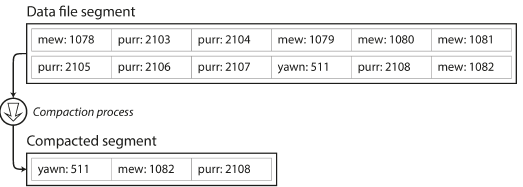 Data file segment
mew: 1078 purr: 2103 purr: 2104 mew: 1079 mew: 1080 mew: 1081
purr: 2105 purr: 2106 purr: 2107 yawn: 511 purr: 2108 mew: 1082
Compaction process
Compacted segment
yawn: 511 mew: 1082 purr: 2108